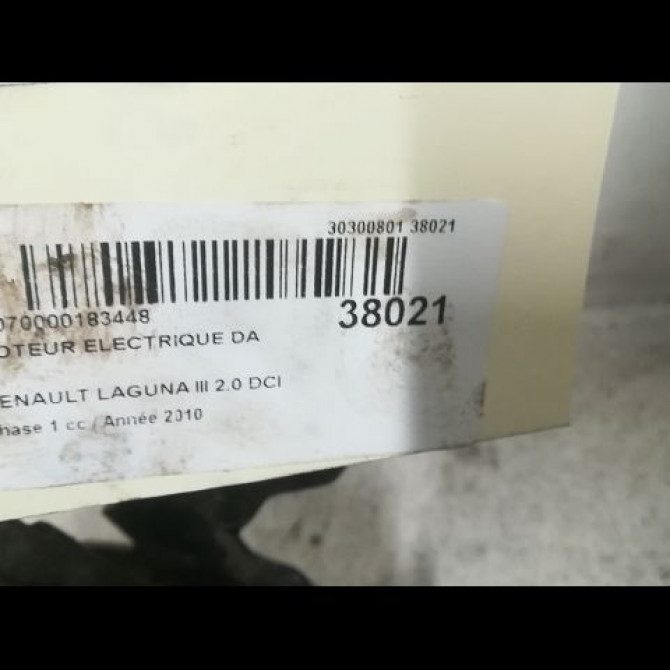 30300801 38021
070000183448
38021
OTEUR ELECTRIQUE DA
ENAULT LAGUNA III 2.0 DCI
hase 1 cc / Année 2010